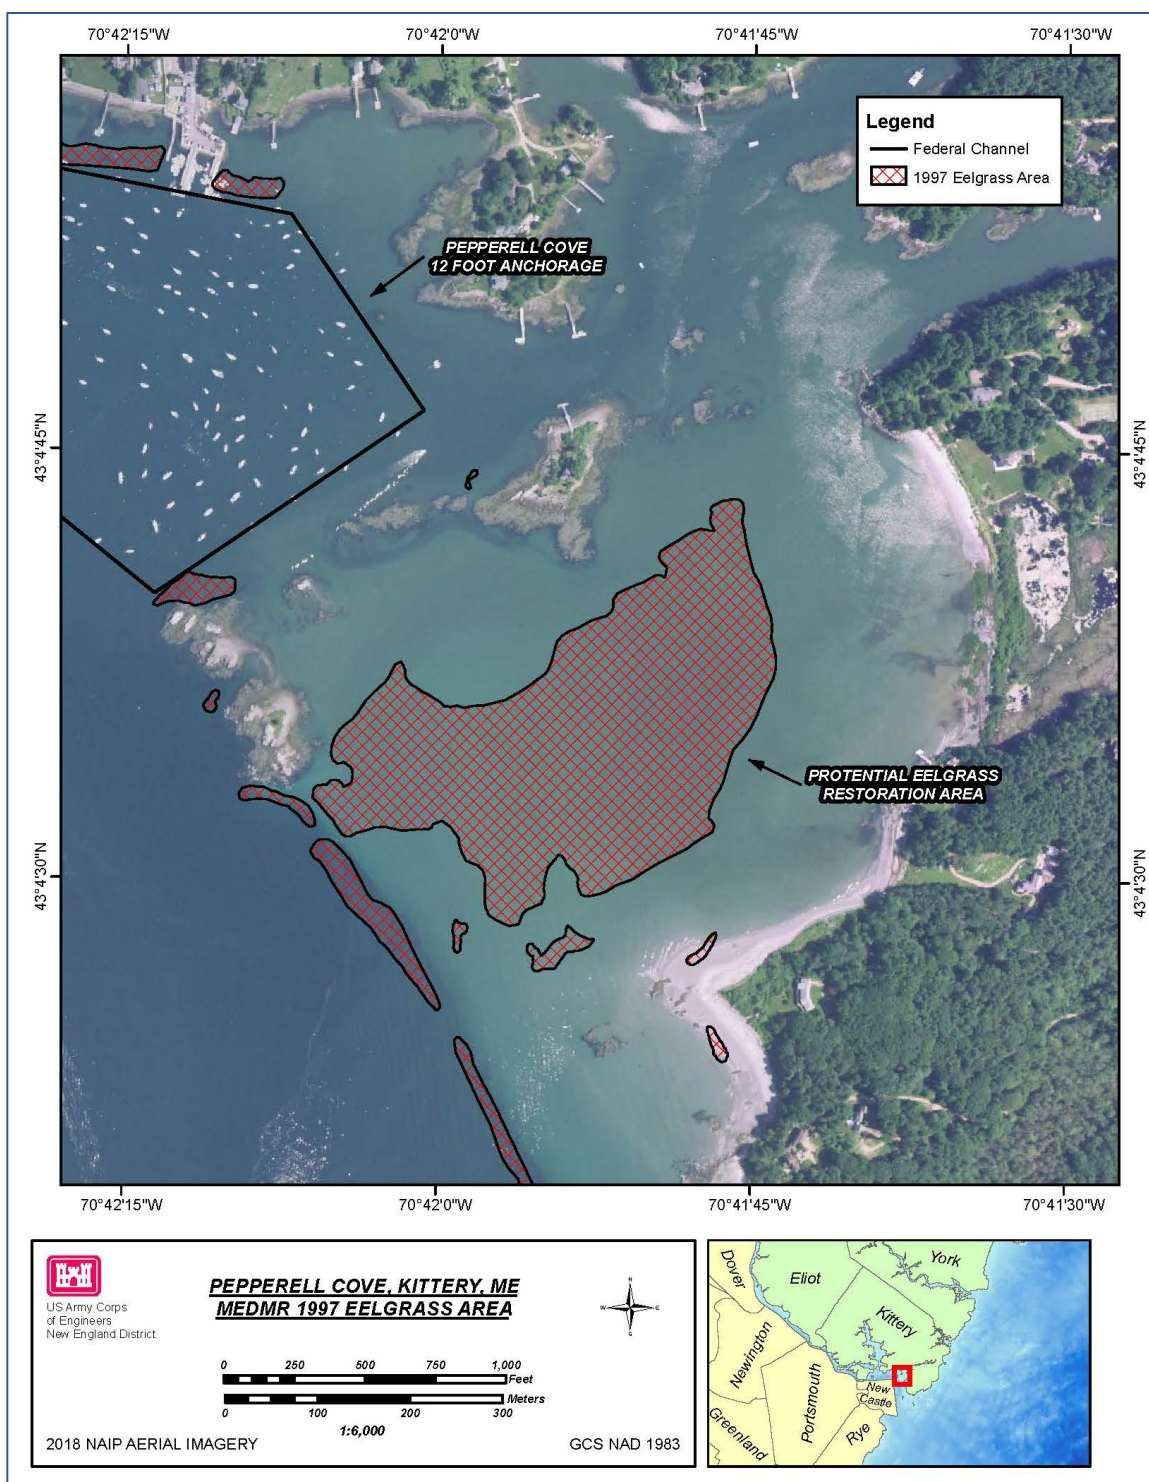 70°42'15"W 70°42'0"W 70°41'45"W 70°41'30"W
Legend
Federal Channel
1997 Eelgrass Area
PEPPERELL COVE
12 FOOT ANCHORAGE
43°4'45"N
43°4'45"N
PROTENTIAL EELGRASS
RESTORATION AREA
43°4'30"N
43°4'30"N
70°42'15"W 70°42'0"W 70°41'45"W 70°41'30"W
US Army Corps
of Engineers
New England District
PEPPERELL COVE, KITTERY, ME
MEDMR 1997 EELGRASS AREA
N
W E
S
0 250 500 750 1,000
Feet
Meters
0 100 200 300
1:6,000
2018 NAIP AERIAL IMAGERY
GCS NAD 1983
Dover
Eliot
York
Kittery
Newington
Portsmouth
New
Castle
Greenland
Rye